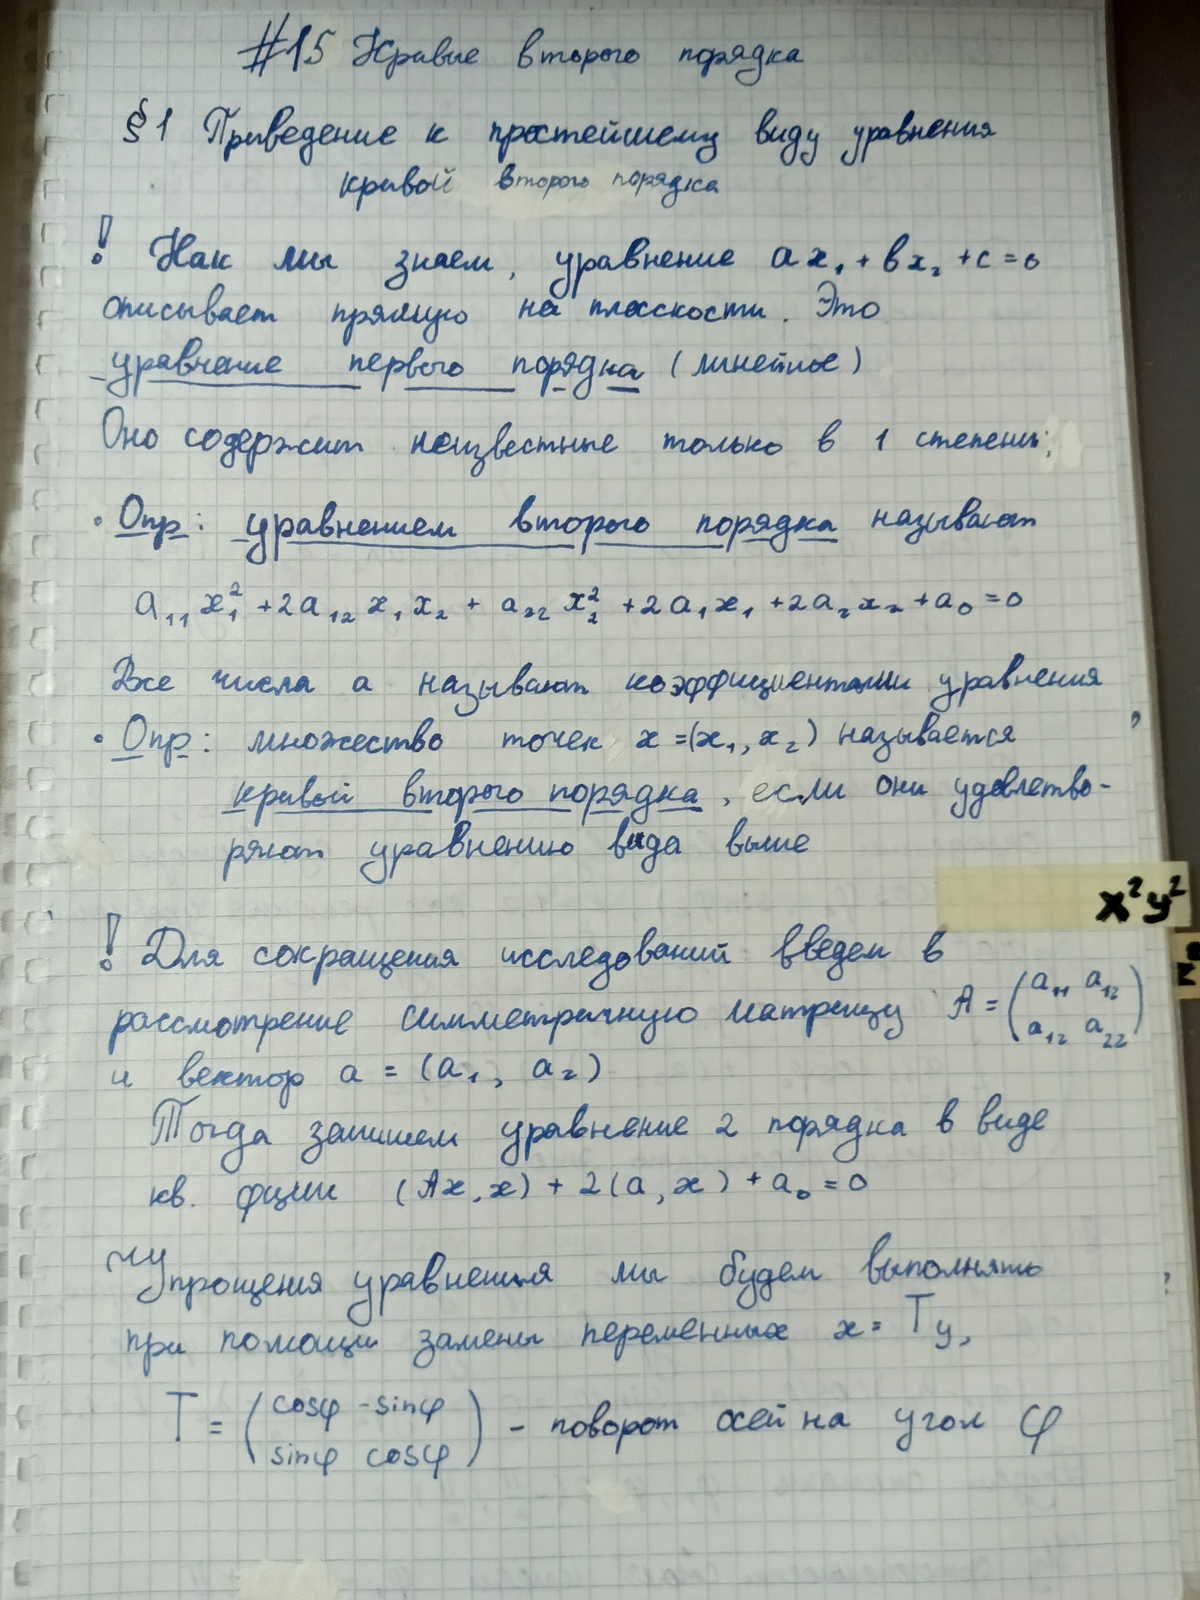 #15 Кривые второго порядка
§1 Приведение к простейшему виду уравнения
кривой второго порядка
! Как мы знаем, уравнение ax₁ + bx₂ + c = 0
описывает прямую на плоскости. Это
уравнение первого порядка (линейное)
Оно содержит неизвестные только в 1 степени;
• Опр: уравнением второго порядка называют
a₁₁x₁² + 2a₁₂x₁x₂ + a₂₂x₂² + 2a₁x₁ + 2a₂x₂ + a₀ = 0
Все числа a называют коэффициентами уравнения
• Опр: множество точек x = (x₁, x₂) называется
кривой второго порядка, если они удовлетво-
ряют уравнению вида выше
x²y²
! Для сокращения исследований введем в
рассмотрение симметричную матрицу A = (a₁₁ a₁₂
a₁₂ a₂₂)
и вектор a = (a₁, a₂)
Тогда запишем уравнение 2 порядка в виде
кв. фции (Ax, x) + 2(a, x) + a₀ = 0
Упрощения уравнения мы будем выполнять
при помощи замены переменных x = Ty,
T = (cosφ -sinφ
sinφ cosφ) - поворот осей на угол φ